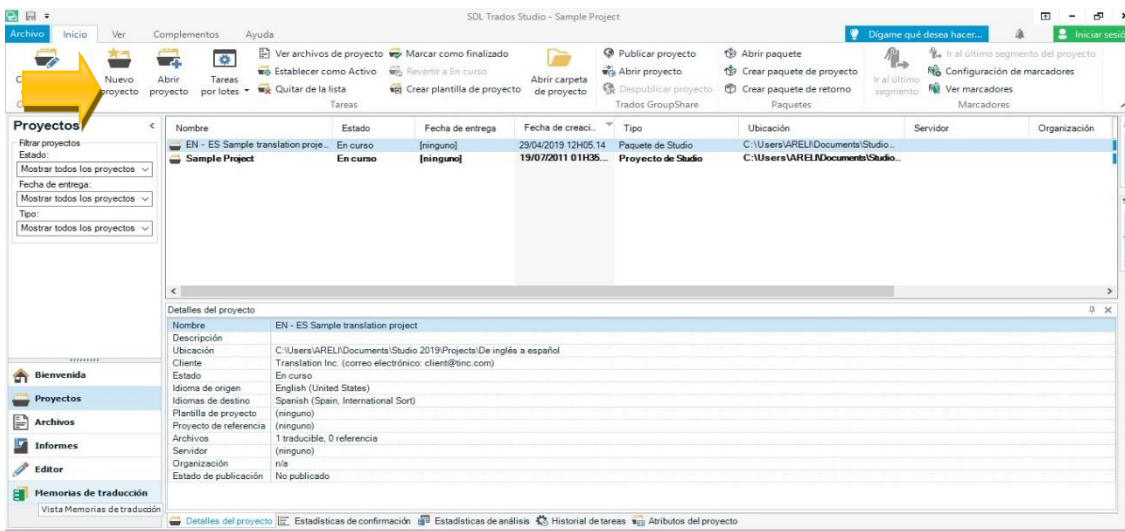 SDL Trados Studio - Sample Project
Archivo Inicio Ver Complementos Ayuda Dígame qué desea hacer... Iniciar sesió
Nuevo proyecto
Abrir proyecto
Tareas por lotes
Ver archivos de proyecto Marcar como finalizado
Establecer como Activo Revertir a En curso
Quitar de la lista Crear plantilla de proyecto
Tareas
Abrir carpeta de proyecto
Publicar proyecto
Abrir proyecto
Despublicar proyecto
Trados GroupShare
Abrir paquete
Crear paquete de proyecto
Crear paquete de retorno
Paquetes
Ir al último segmento
Ir al último segmento del proyecto
Configuración de marcadores
Ver marcadores
Marcadores
Proyectos
Filtrar proyectos
Estado:
Mostrar todos los proyectos
Fecha de entrega:
Mostrar todos los proyectos
Tipo:
Mostrar todos los proyectos
Nombre Estado Fecha de entrega Fecha de creaci... Tipo Ubicación Servidor Organización
EN - ES Sample translation proje... En curso [ninguno] 29/04/2019 12H05.14 Paquete de Studio C:\Users\ARELI\Documents\Studio...
Sample Project En curso [ninguno] 19/07/2011 01H35.... Proyecto de Studio C:\Users\ARELI\Documents\Studio...
Detalles del proyecto
Nombre EN - ES Sample translation project
Descripción
Ubicación C:\Users\ARELI\Documents\Studio 2019\Projects\De inglés a español
Cliente Translation Inc. (correo electrónico: client@tinc.com)
Estado En curso
Idioma de origen English (United States)
Idiomas de destino Spanish (Spain, International Sort)
Plantilla de proyecto (ninguno)
Proyecto de referencia (ninguno)
Archivos 1 traducible, 0 referencia
Servidor (ninguno)
Organización n/a
Estado de publicación No publicado
Bienvenida
Proyectos
Archivos
Informes
Editor
Memorias de traducción
Vista Memorias de traducción
Detalles del proyecto Estadísticas de confirmación Estadísticas de análisis Historial de tareas Atributos del proyecto